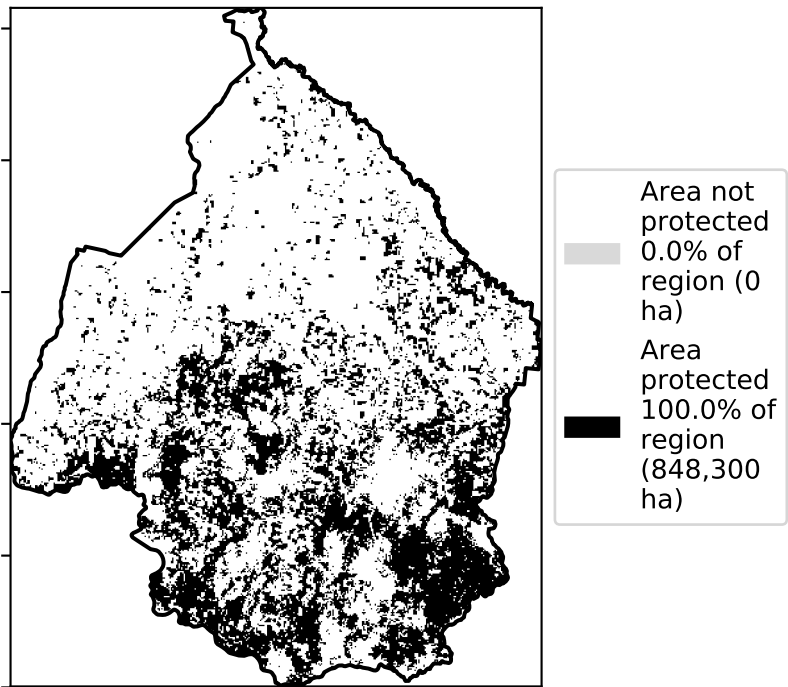 Area not
protected
0.0% of
region (0
ha)
Area
protected
100.0% of
region
(848,300
ha)